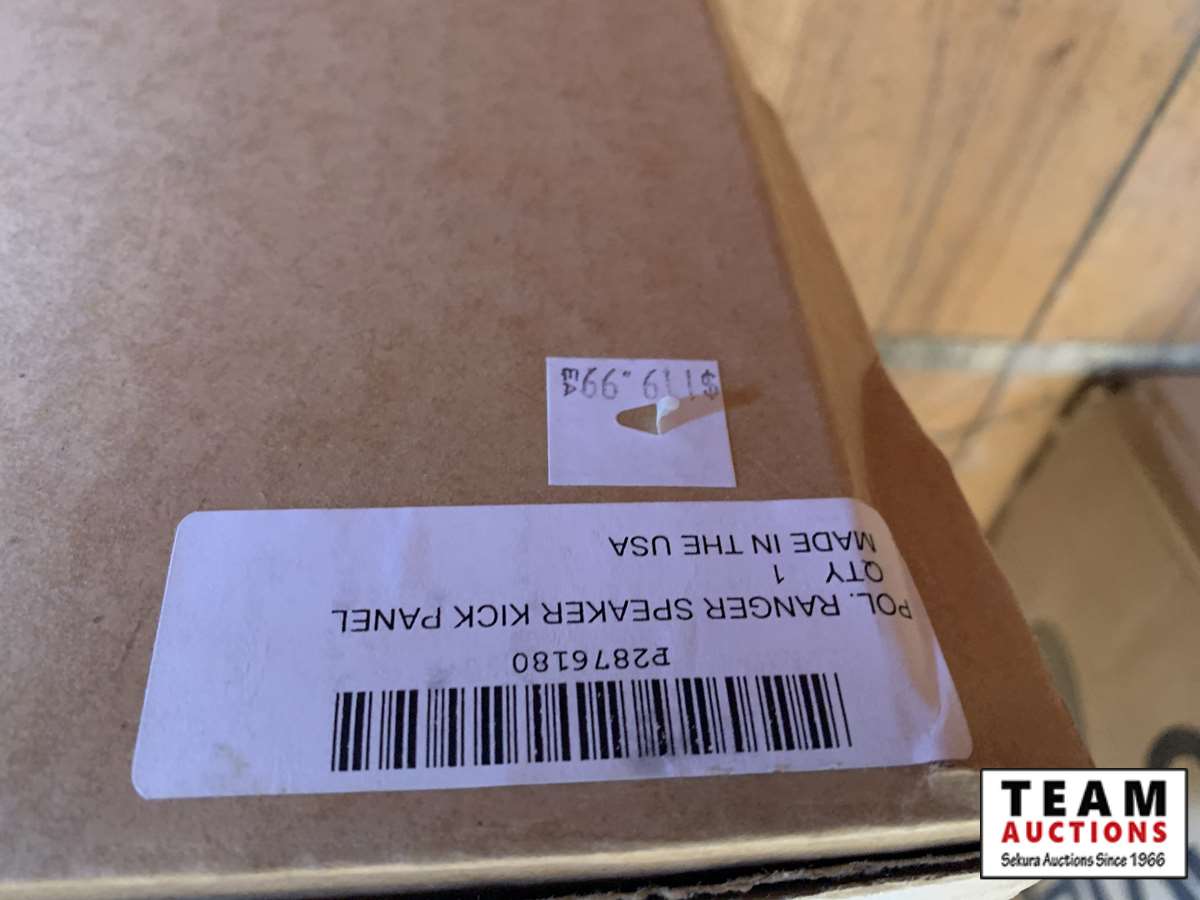 P2876180
POL. RANGER SPEAKER KICK PANEL
QTY 1
MADE IN THE USA
$119.99 EA
TEAM
AUCTIONS
Sekura Auctions Since 1966